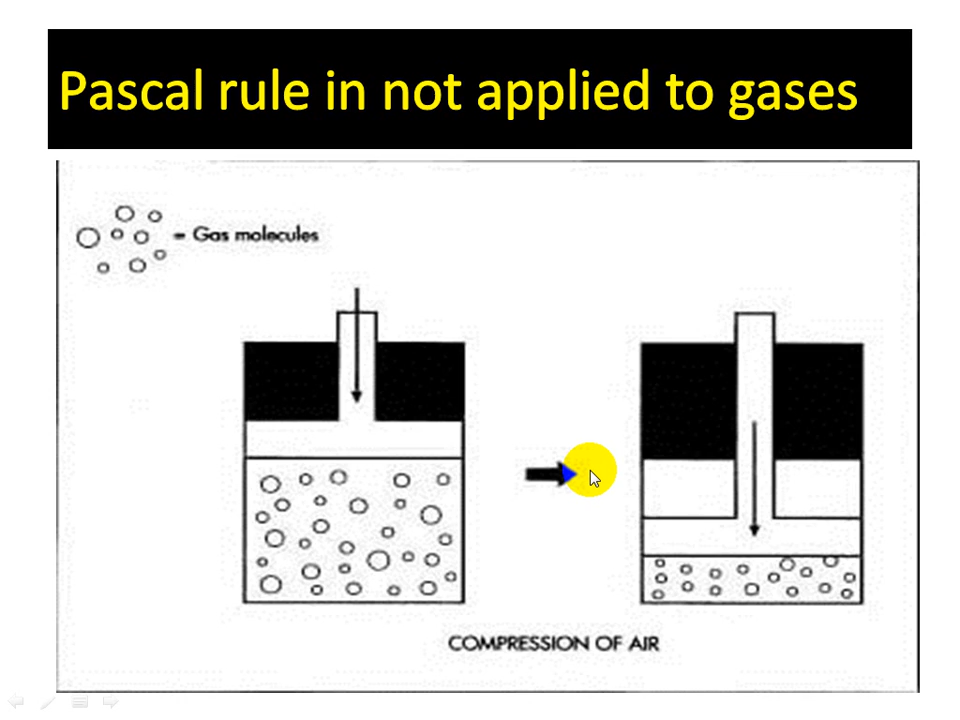 Pascal rule in not applied to gases
= Gas molecules
COMPRESSION OF AIR